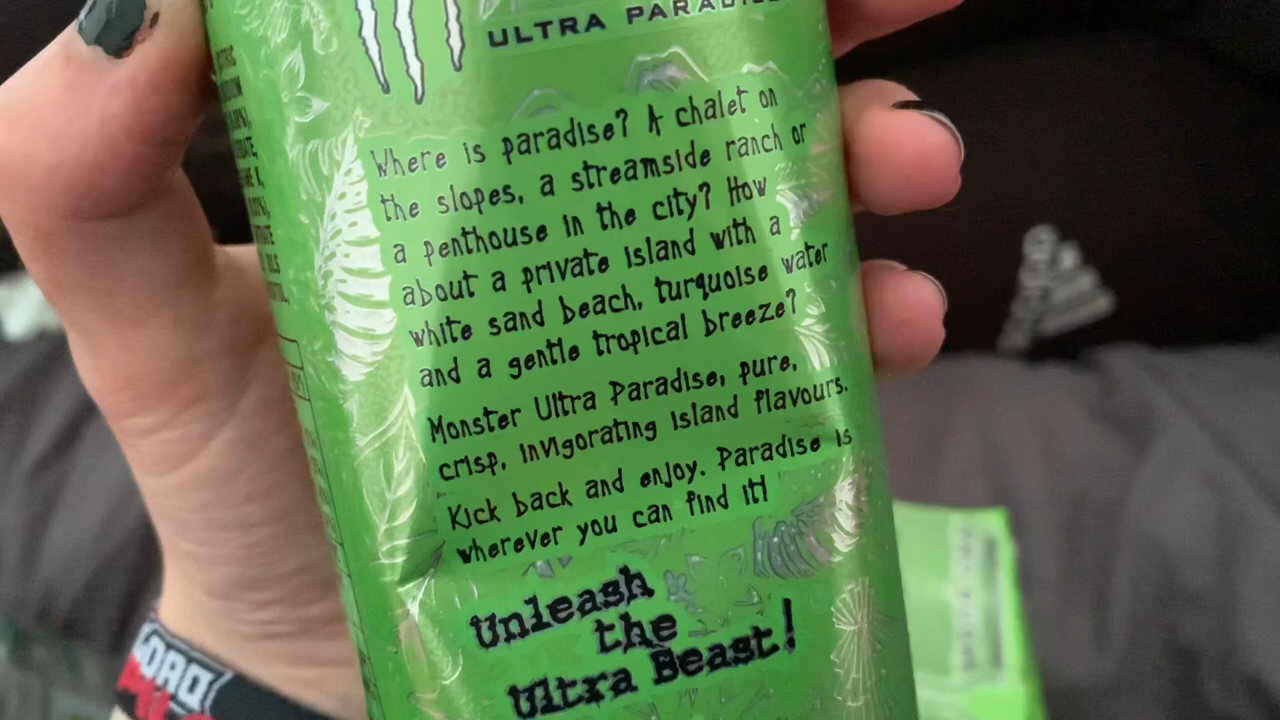 ULTRA PARADISE
Where is paradise? A chalet on
the slopes, a streamside ranch or
a penthouse in the city? How
about a private island with a
white sand beach, turquoise water
and a gentle tropical breeze?
Monster Ultra Paradise, pure,
crisp, invigorating island flavours.
Kick back and enjoy. Paradise is
wherever you can find it!
Unleash
the
Ultra Beast!
adidas